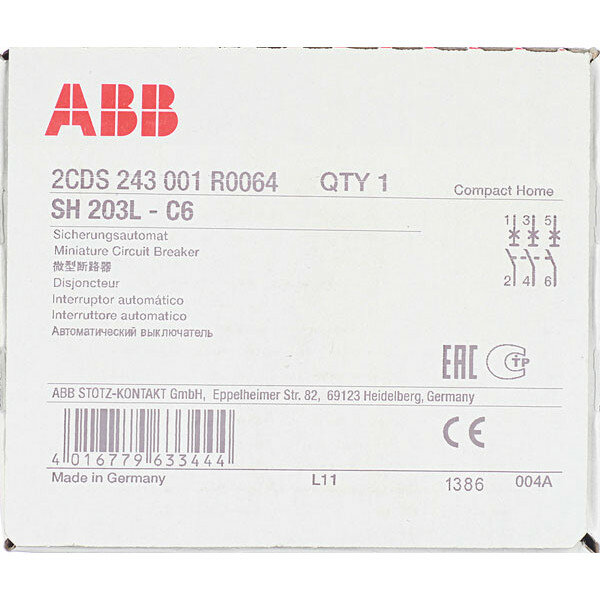 ABB
2CDS 243 001 R0064 QTY 1
Compact Home
SH 203L - C6
Sicherungsautomat
Miniature Circuit Breaker
微型断路器
Disjoncteur
Interruptor automático
Interruttore automatico
Автоматический выключатель
1 3 5
2 4 6
EAC
C TP
ABB STOTZ-KONTAKT GmbH, Eppelheimer Str. 82, 69123 Heidelberg, Germany
4 016779 633444
CE
Made in Germany L11 1386 004A